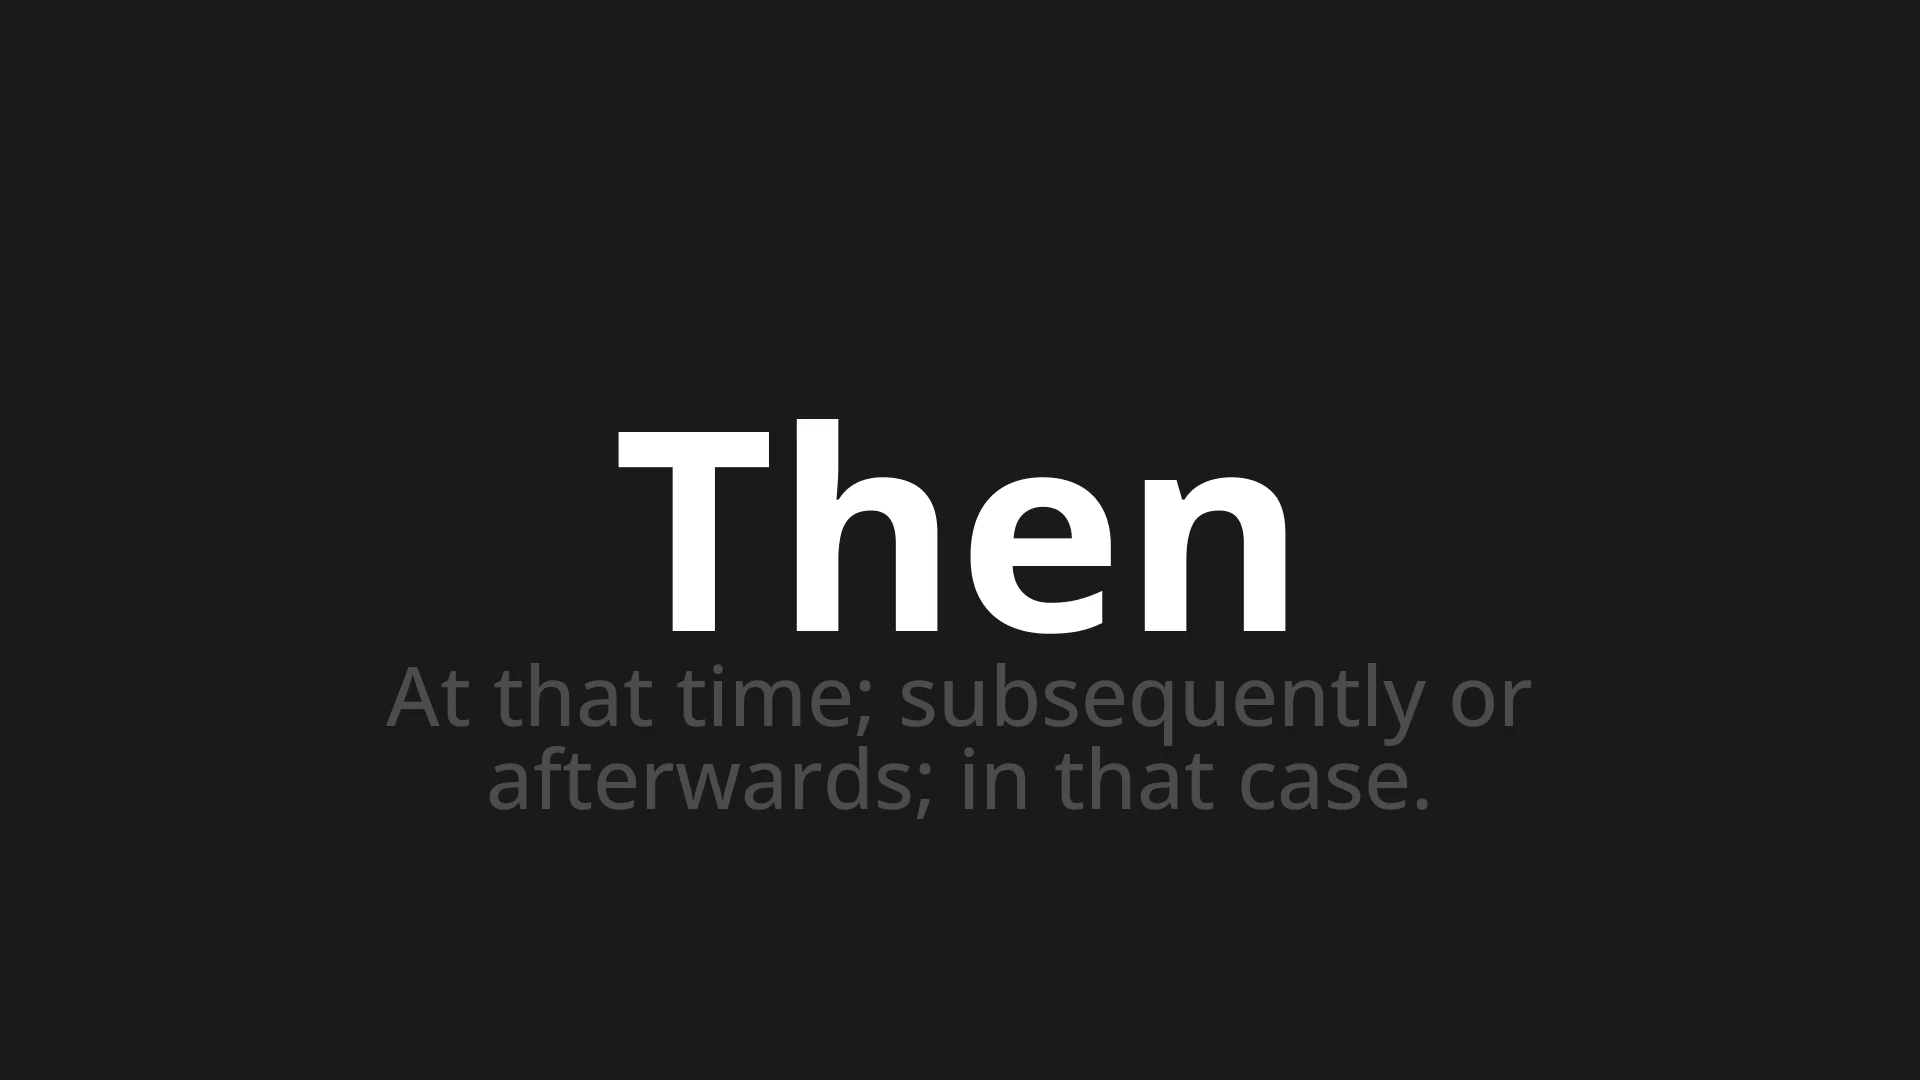 Then
At that time; subsequently or
afterwards; in that case.